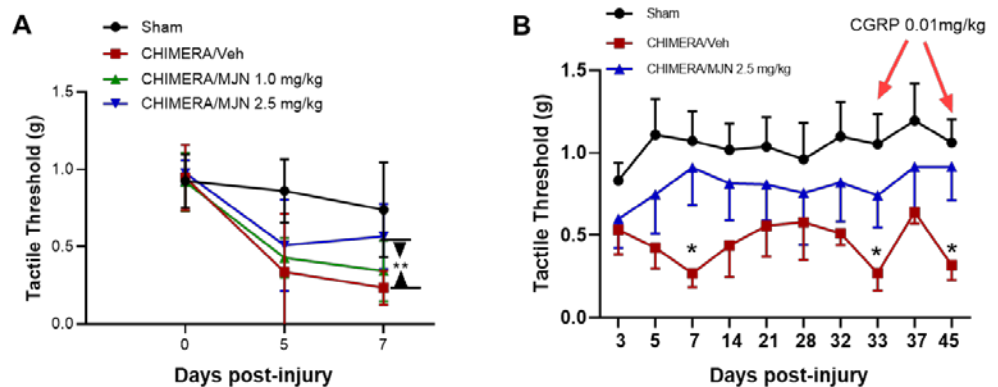 A
Sham
CHIMERA/Veh
CHIMERA/MJN 1.0 mg/kg
CHIMERA/MJN 2.5 mg/kg
Tactile Threshold (g)
1.5
1.0
0.5
0.0
**
0 5 7
Days post-injury
B
Sham
CHIMERA/Veh
CHIMERA/MJN 2.5 mg/kg
CGRP 0.01mg/kg
Tactile Threshold (g)
1.5
1.0
0.5
0.0
* * *
3 5 7 14 21 28 32 33 37 45
Days post-injury